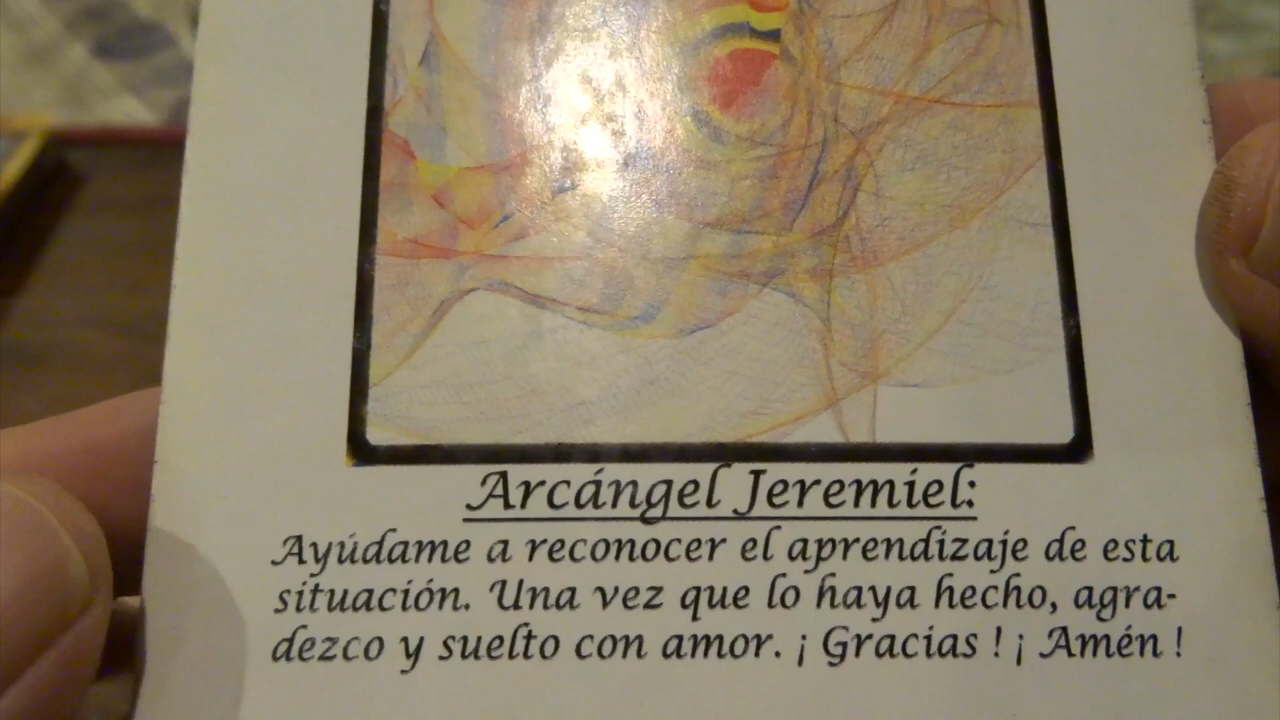 Arcángel Jeremiel:
Ayúdame a reconocer el aprendizaje de esta
situación. Una vez que lo haya hecho, agra-
dezco y suelto con amor. ¡ Gracias ! ¡ Amén !